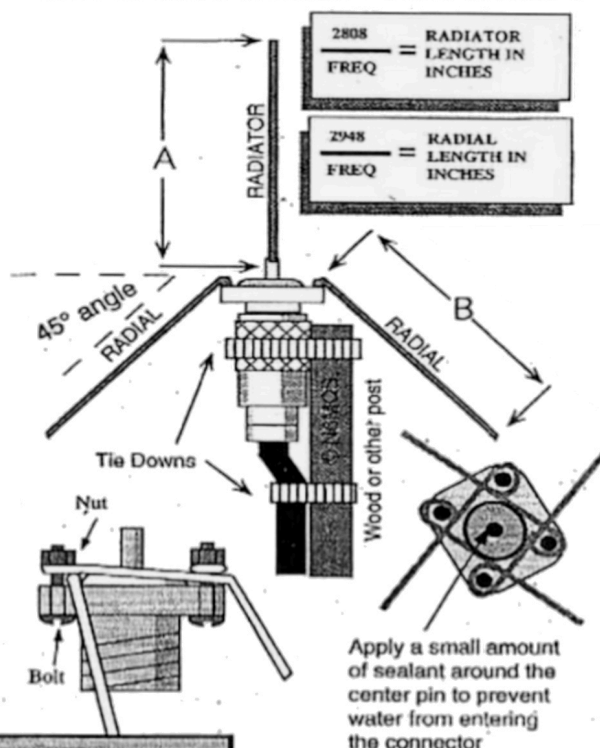 2808
FREQ
=
RADIATOR
LENGTH IN
INCHES
2948
FREQ
=
RADIAL
LENGTH IN
INCHES
A
RADIATOR
45° angle
RADIAL
B
RADIAL
Tie Downs
© N6MQS
Wood or other post
Nut
Bolt
Apply a small amount
of sealant around the
center pin to prevent
water from entering
the connector